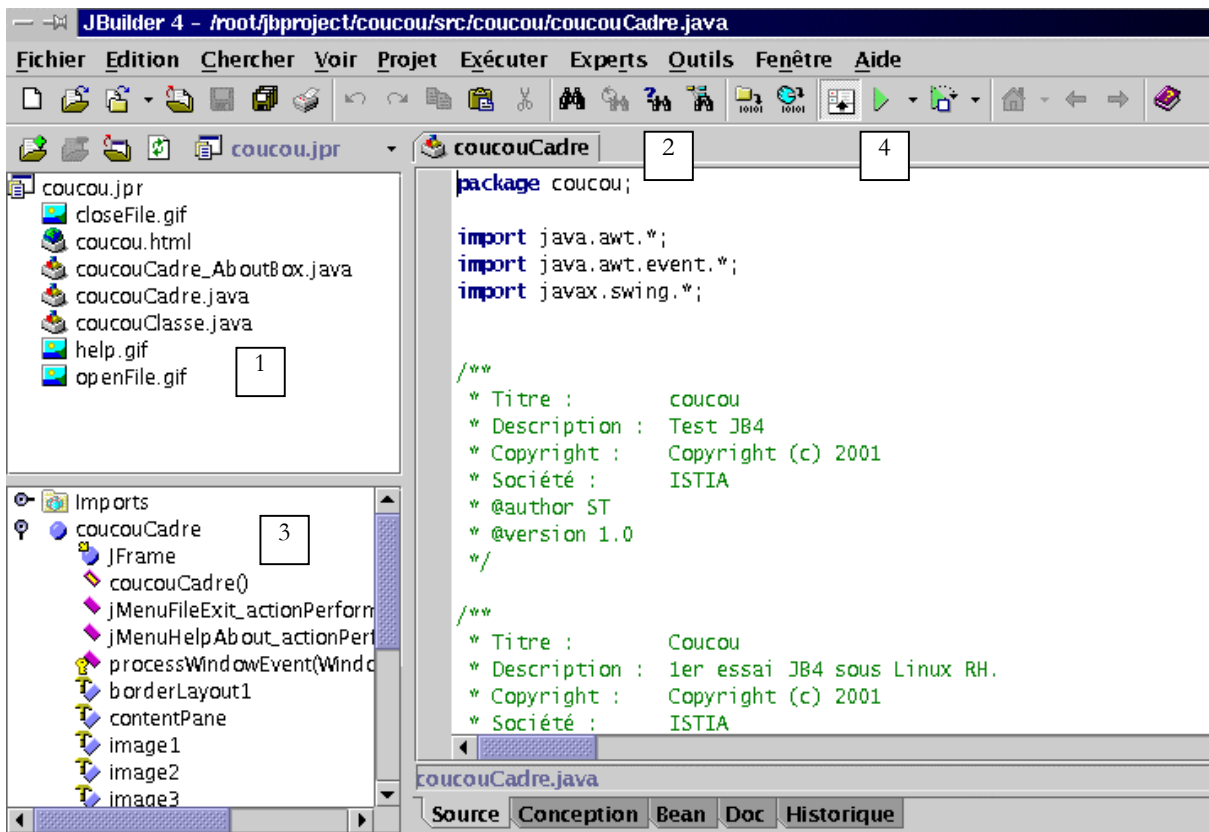 JBuilder 4 – /root/jbproject/coucou/src/coucou/coucouCadre.java
Fichier Edition Chercher Voir Projet Exécuter Experts Outils Fenêtre Aide
coucou.jpr
coucouCadre
2
4
coucou.jpr
closeFile.gif
coucou.html
coucouCadre_AboutBox.java
coucouCadre.java
coucouClasse.java
help.gif
openFile.gif
1
Imports
coucouCadre
JFrame
coucouCadre()
jMenuFileExit_actionPerform
jMenuHelpAbout_actionPerf
processWindowEvent(Windo
borderLayout1
contentPane
image1
image2
image3
3
package coucou;
import java.awt.*;
import java.awt.event.*;
import javax.swing.*;
/**
* Titre : coucou
* Description : Test JB4
* Copyright : Copyright (c) 2001
* Société : ISTIA
* @author ST
* @version 1.0
*/
/**
* Titre : Coucou
* Description : 1er essai JB4 sous Linux RH.
* Copyright : Copyright (c) 2001
* Société : ISTIA
coucouCadre.java
Source Conception Bean Doc Historique